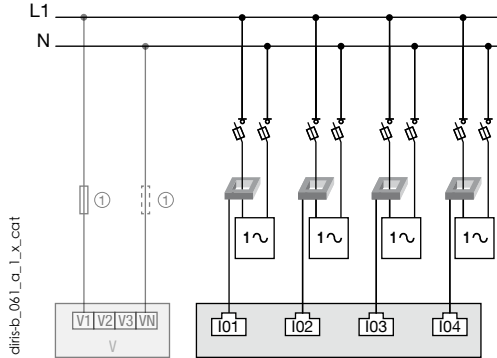 L1
N
① ①
1∿ 1∿ 1∿ 1∿
diris-b_061_a_1_x_cat
V1 V2 V3 VN
V
I01 I02 I03 I04